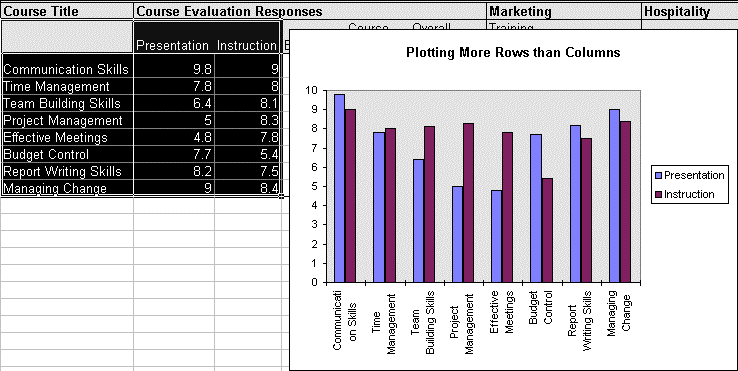 Course Title Course Evaluation Responses Marketing Hospitality
Course Overall Training
Presentation Instruction
Communication Skills 9.8 9
Time Management 7.8 8
Team Building Skills 6.4 8.1
Project Management 5 8.3
Effective Meetings 4.8 7.8
Budget Control 7.7 5.4
Report Writing Skills 8.2 7.5
Managing Change 9 8.4
Plotting More Rows than Columns
10
9
8
7
6
5
4
3
2
1
0
Communicati
on Skills
Time
Management
Team
Building Skills
Project
Management
Effective
Meetings
Budget
Control
Report
Writing Skills
Managing
Change
Presentation
Instruction